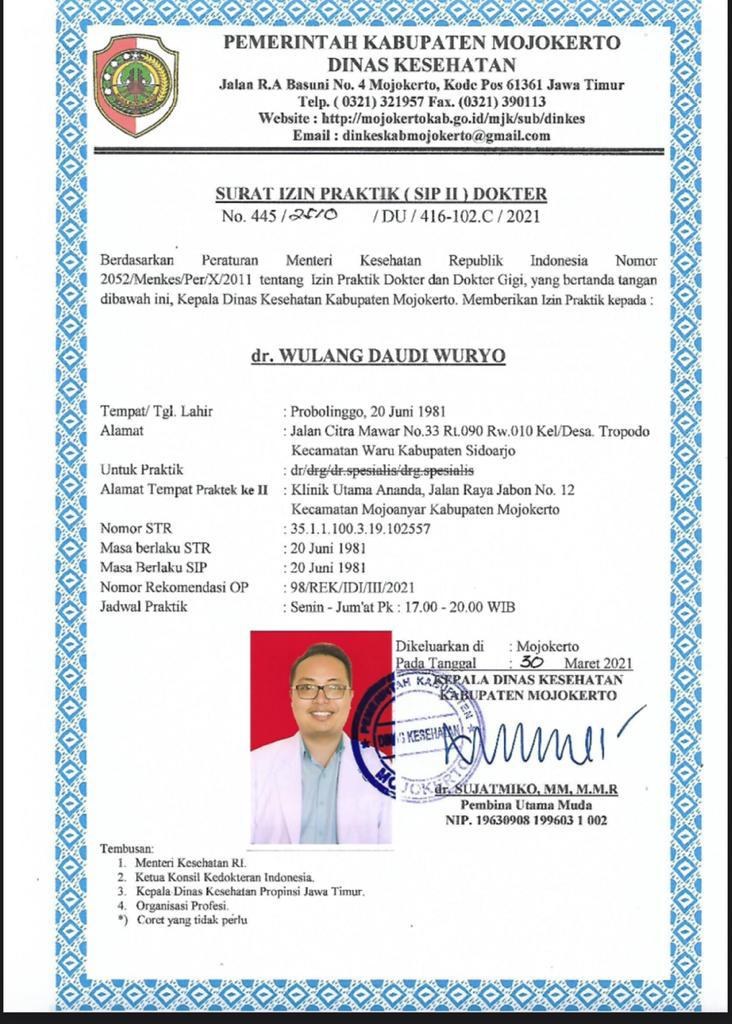 PEMERINTAH KABUPATEN MOJOKERTO
DINAS KESEHATAN
Jalan R.A Basuni No. 4 Mojokerto, Kode Pos 61361 Jawa Timur
Telp. ( 0321) 321957 Fax. (0321) 390113
Website : http://mojokertokab.go.id/mjk/sub/dinkes
Email : dinkeskabmojokerto@gmail.com
SURAT IZIN PRAKTIK ( SIP II ) DOKTER
No. 445 / 2510 / DU / 416-102.C / 2021
Berdasarkan Peraturan Menteri Kesehatan Republik Indonesia Nomor
2052/Menkes/Per/X/2011 tentang Izin Praktik Dokter dan Dokter Gigi, yang bertanda tangan
dibawah ini, Kepala Dinas Kesehatan Kabupaten Mojokerto. Memberikan Izin Praktik kepada :
dr. WULANG DAUDI WURYO
Tempat/ Tgl. Lahir : Probolinggo, 20 Juni 1981
Alamat : Jalan Citra Mawar No.33 Rt.090 Rw.010 Kel/Desa. Tropodo
Kecamatan Waru Kabupaten Sidoarjo
Untuk Praktik : dr/drg/dr.spesialis/drg.spesialis
Alamat Tempat Praktek ke II : Klinik Utama Ananda, Jalan Raya Jabon No. 12
Kecamatan Mojoanyar Kabupaten Mojokerto
Nomor STR : 35.1.1.100.3.19.102557
Masa berlaku STR : 20 Juni 1981
Masa Berlaku SIP : 20 Juni 1981
Nomor Rekomendasi OP : 98/REK/IDI/III/2021
Jadwal Praktik : Senin - Jum'at Pk : 17.00 - 20.00 WIB
Dikeluarkan di : Mojokerto
Pada Tanggal : 30 Maret 2021
KEPALA DINAS KESEHATAN
KABUPATEN MOJOKERTO
PEMERINTAH KABUPATEN
DINAS KESEHATAN
MOJOKERTO
dr. SUJATMIKO, MM, M.M.R
Pembina Utama Muda
NIP. 19630908 199603 1 002
Tembusan:
1. Menteri Kesehatan RI.
2. Ketua Konsil Kedokteran Indonesia.
3. Kepala Dinas Kesehatan Propinsi Jawa Timur.
4. Organisasi Profesi.
*) Coret yang tidak perlu